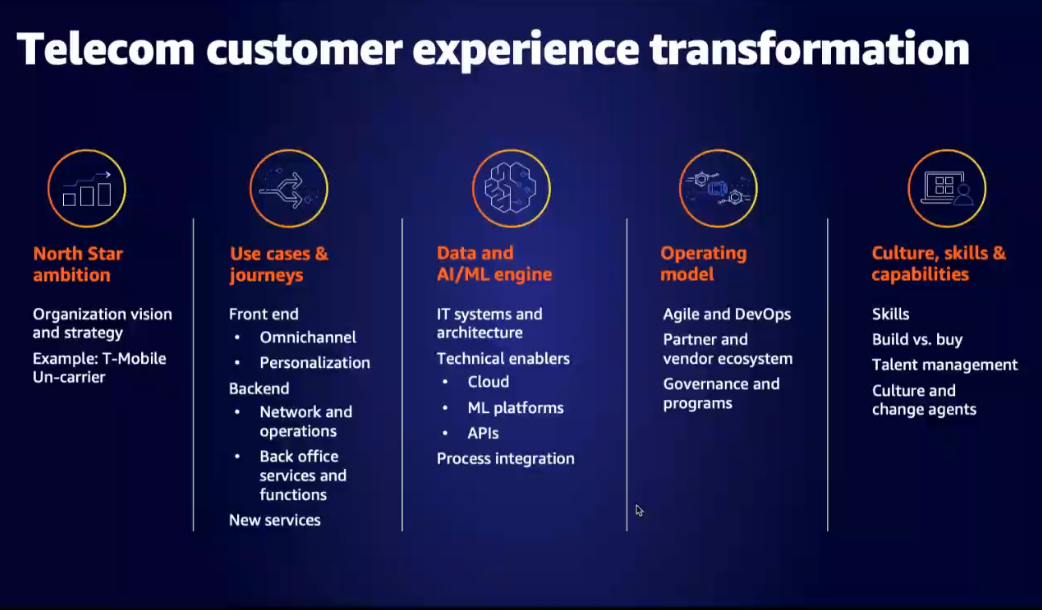 Telecom customer experience transformation
North Star
ambition
Organization vision
and strategy
Example: T-Mobile
Un-carrier
Use cases &
journeys
Front end
• Omnichannel
• Personalization
Backend
• Network and
operations
• Back office
services and
functions
New services
Data and
AI/ML engine
IT systems and
architecture
Technical enablers
• Cloud
• ML platforms
• APIs
Process integration
Operating
model
Agile and DevOps
Partner and
vendor ecosystem
Governance and
programs
Culture, skills &
capabilities
Skills
Build vs. buy
Talent management
Culture and
change agents